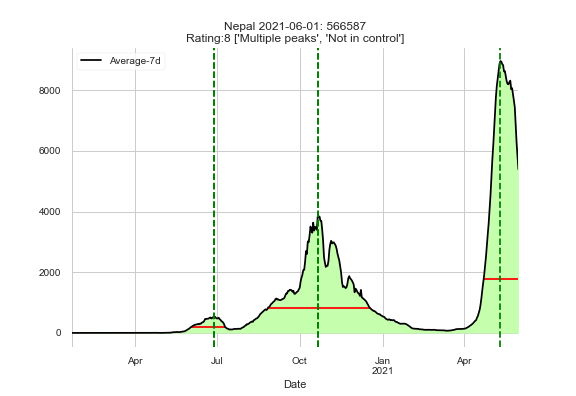 Nepal 2021-06-01: 566587
Rating:8 ['Multiple peaks', 'Not in control']
Average-7d
8000
6000
4000
2000
0
Apr Jul Oct Jan Apr
2021
Date